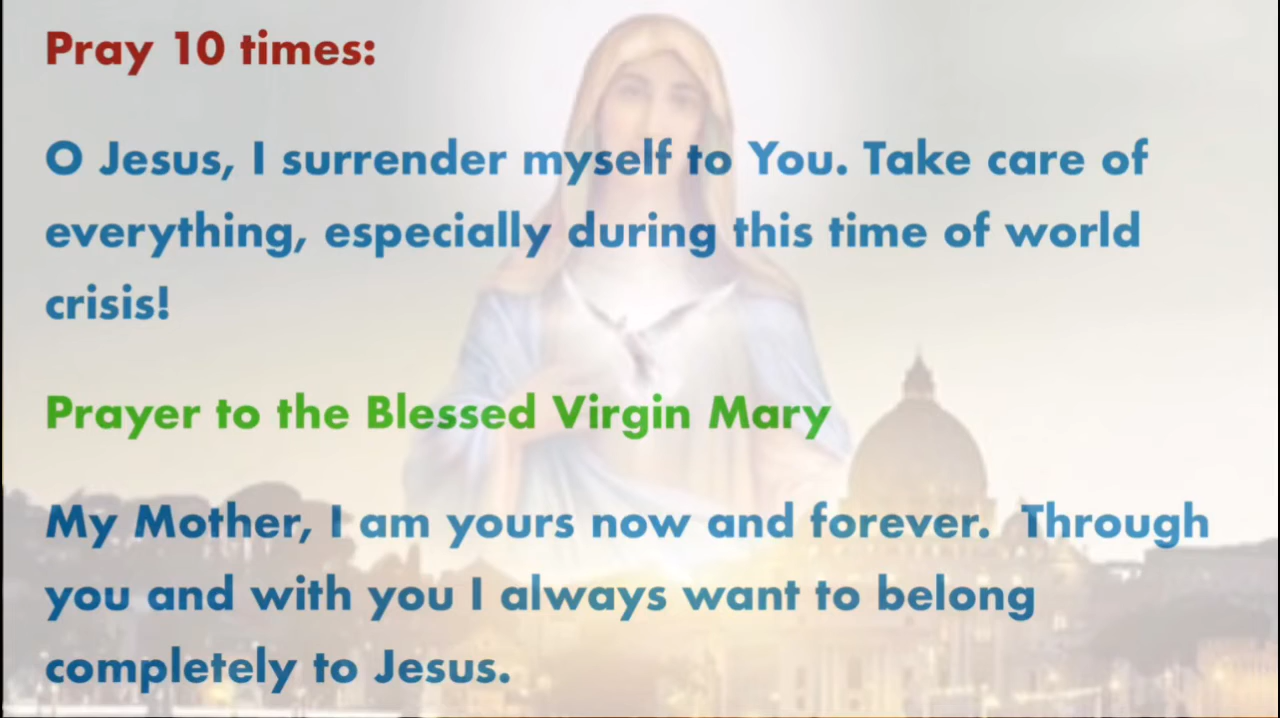 Pray 10 times:
O Jesus, I surrender myself to You. Take care of
everything, especially during this time of world
crisis!
Prayer to the Blessed Virgin Mary
My Mother, I am yours now and forever. Through
you and with you I always want to belong
completely to Jesus.